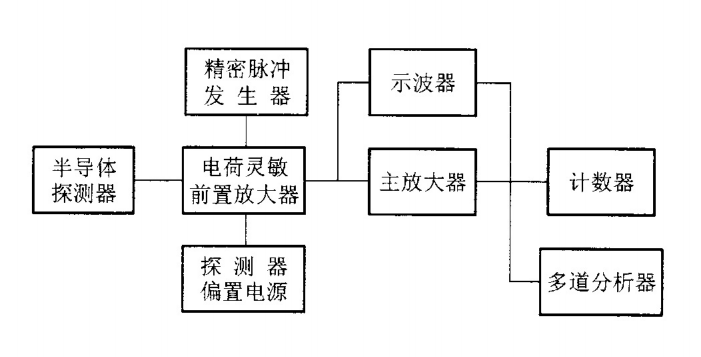 精密脉冲
发生器
示波器
半导体
探测器
电荷灵敏
前置放大器
主放大器
计数器
探测器
偏置电源
多道分析器